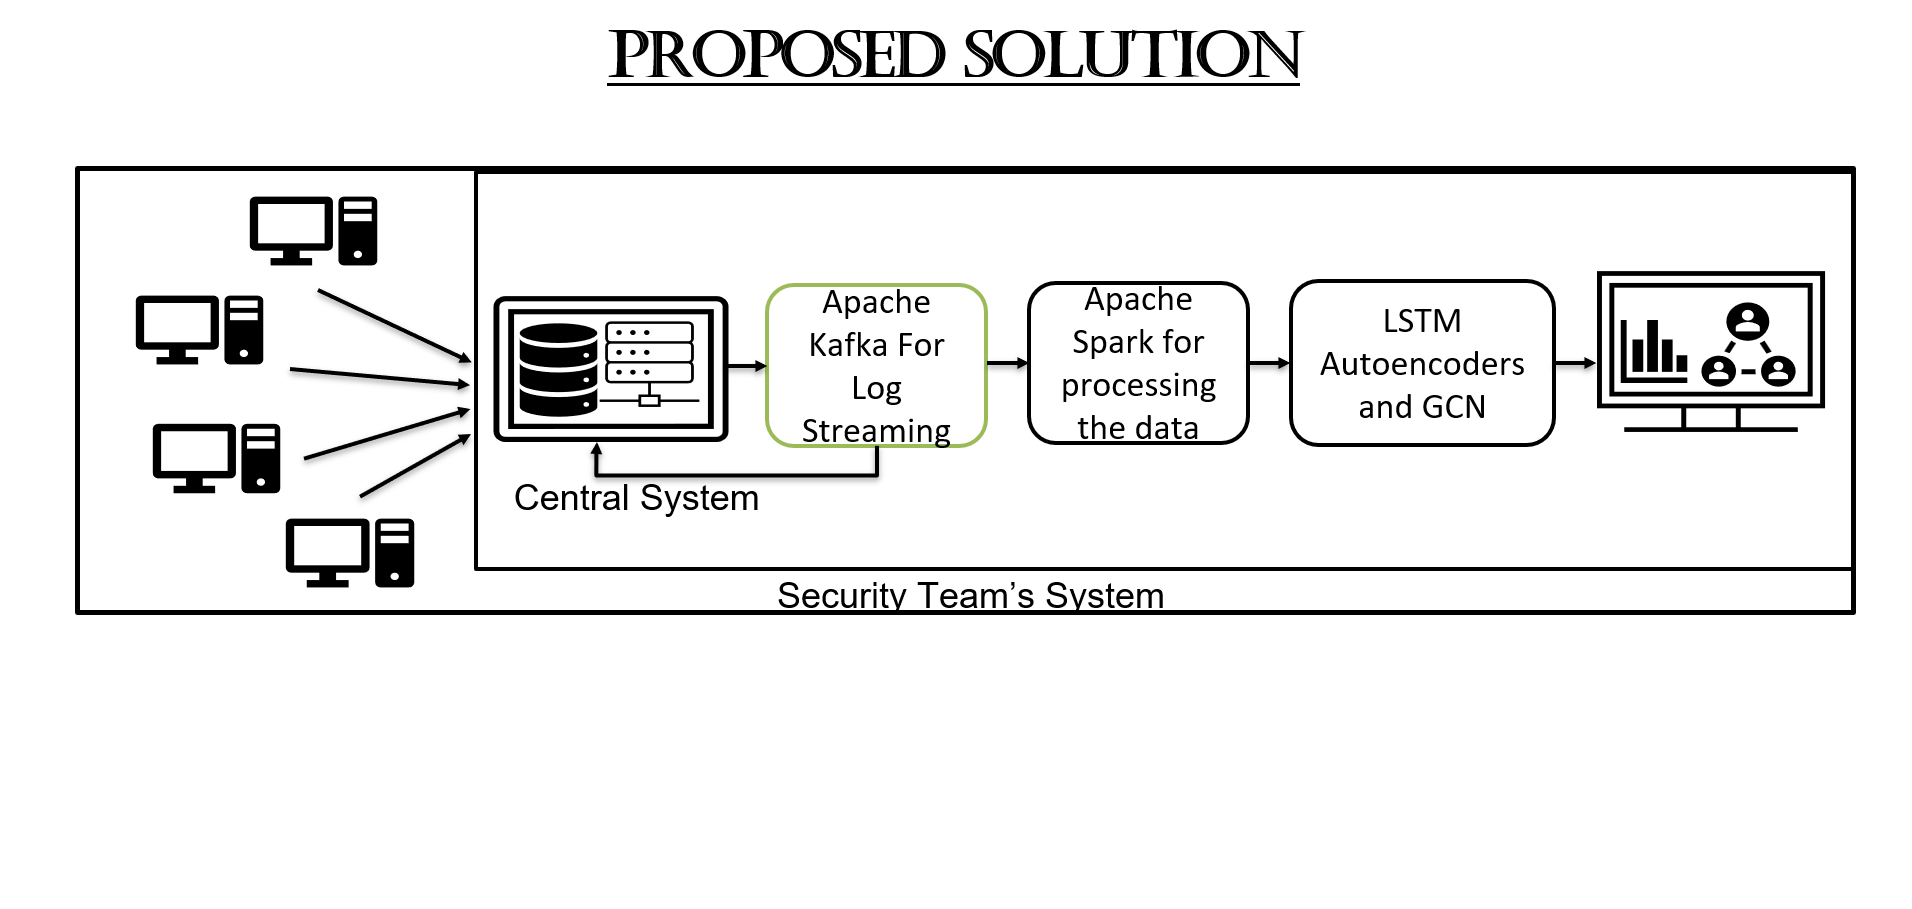 PROPOSED SOLUTION
Apache
Kafka For
Log
Streaming
Apache
Spark for
processing
the data
LSTM
Autoencoders
and GCN
Central System
Security Team’s System